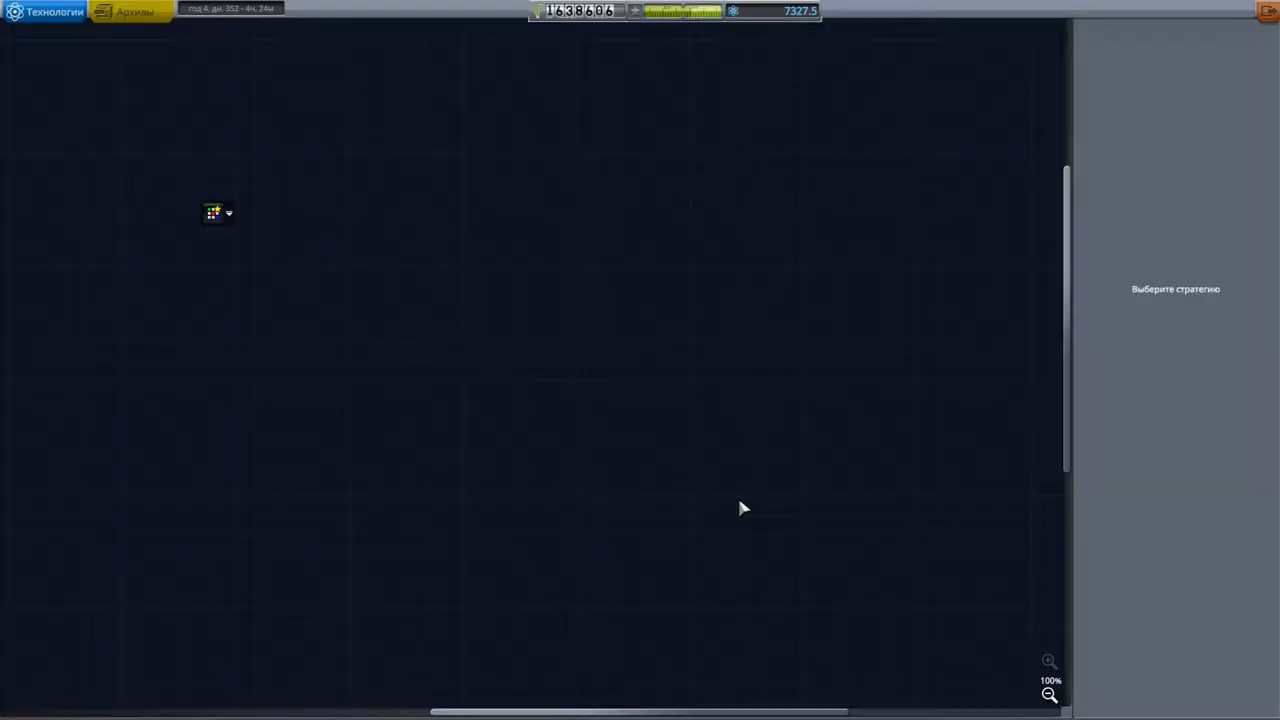 Технологии
Архивы
год 4, дн. 352 - 4ч, 24м
1638606
7327.5
Выберите стратегию
100%